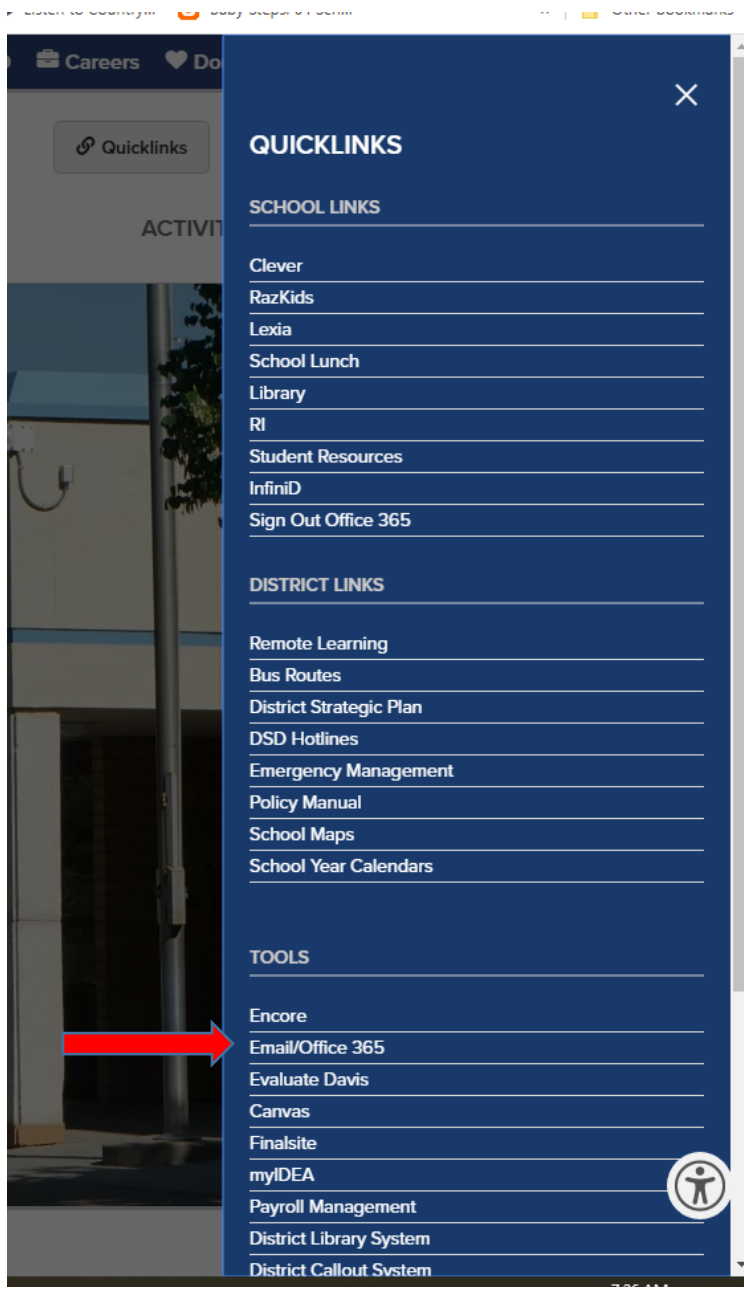 Other bookmarks
Careers
Do
Quicklinks
ACTIVIT
QUICKLINKS
SCHOOL LINKS
Clever
RazKids
Lexia
School Lunch
Library
RI
Student Resources
InfiniD
Sign Out Office 365
DISTRICT LINKS
Remote Learning
Bus Routes
District Strategic Plan
DSD Hotlines
Emergency Management
Policy Manual
School Maps
School Year Calendars
TOOLS
Encore
Email/Office 365
Evaluate Davis
Canvas
Finalsite
myIDEA
Payroll Management
District Library System
District Callout System